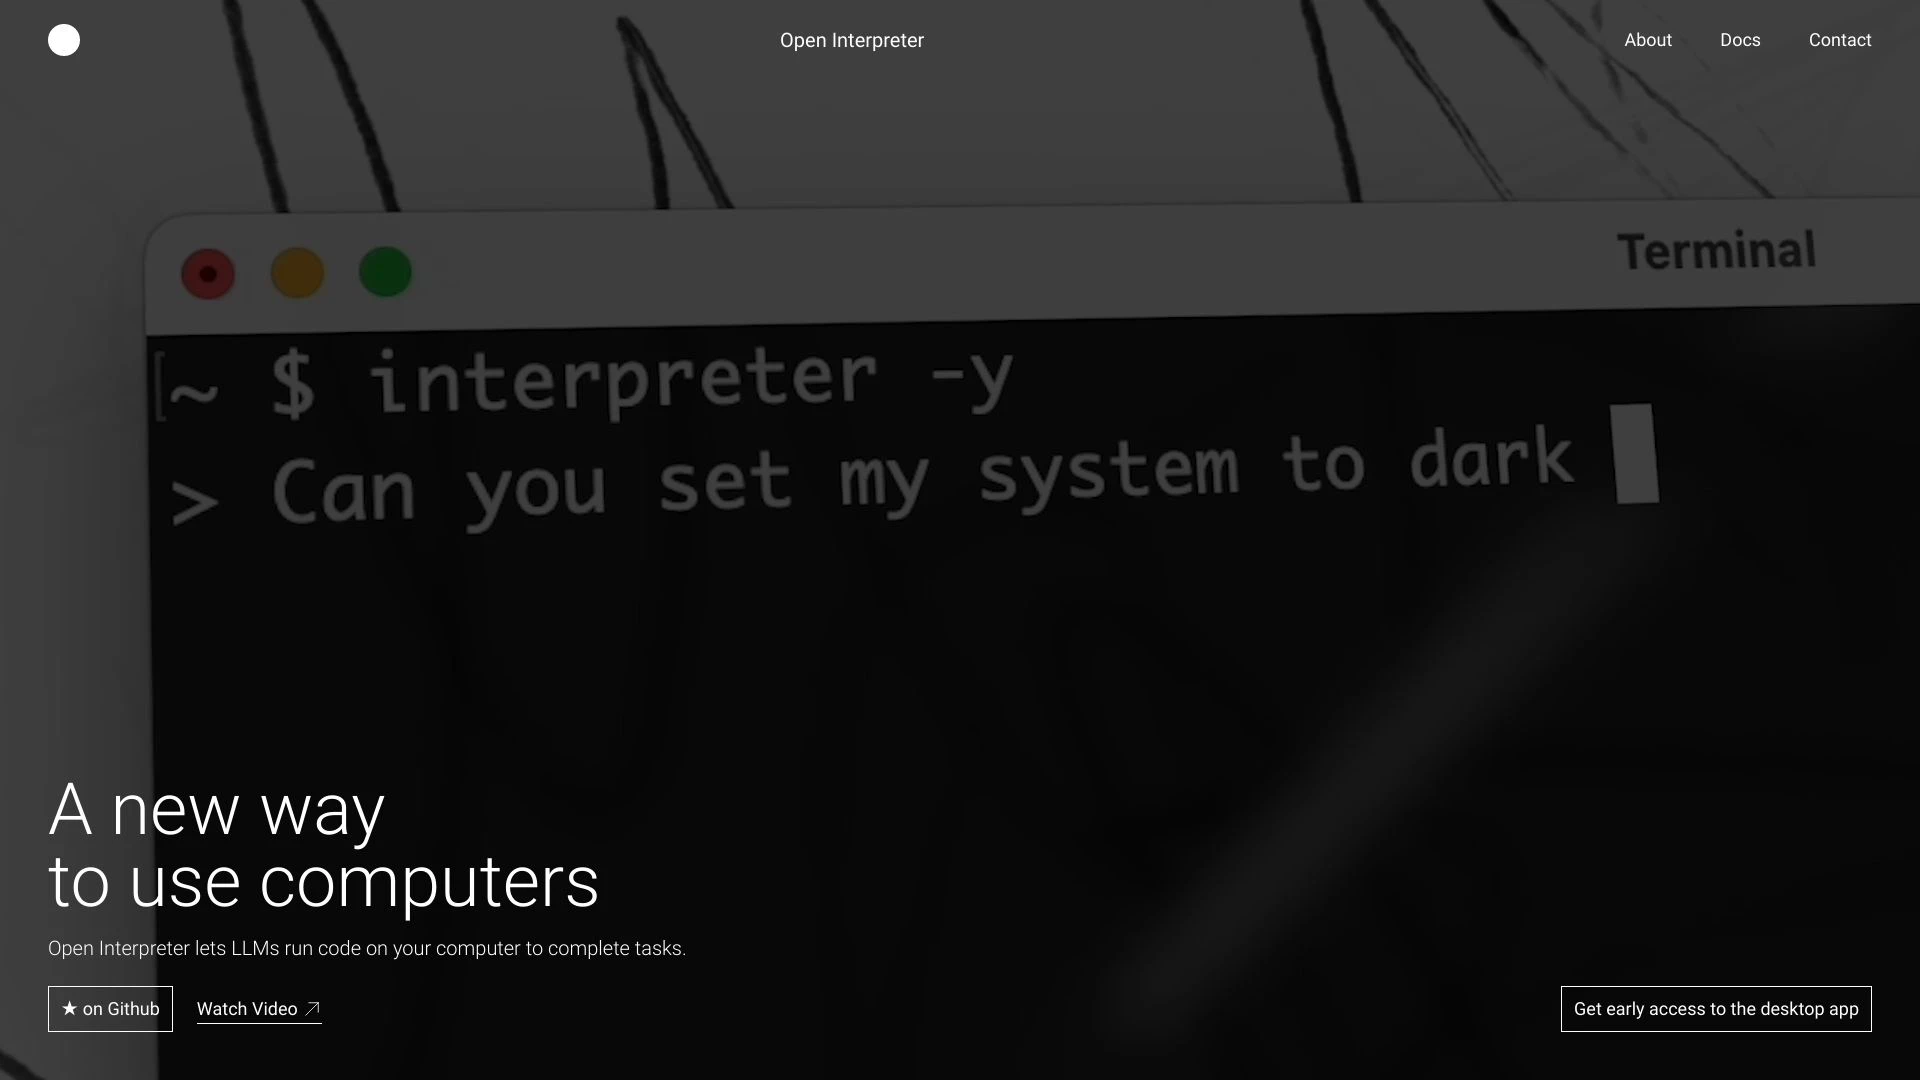 Open Interpreter
About
Docs
Contact
Terminal
~ $ interpreter -y
> Can you set my system to dark
A new way
to use computers
Open Interpreter lets LLMs run code on your computer to complete tasks.
★ on Github
Watch Video ↗
Get early access to the desktop app